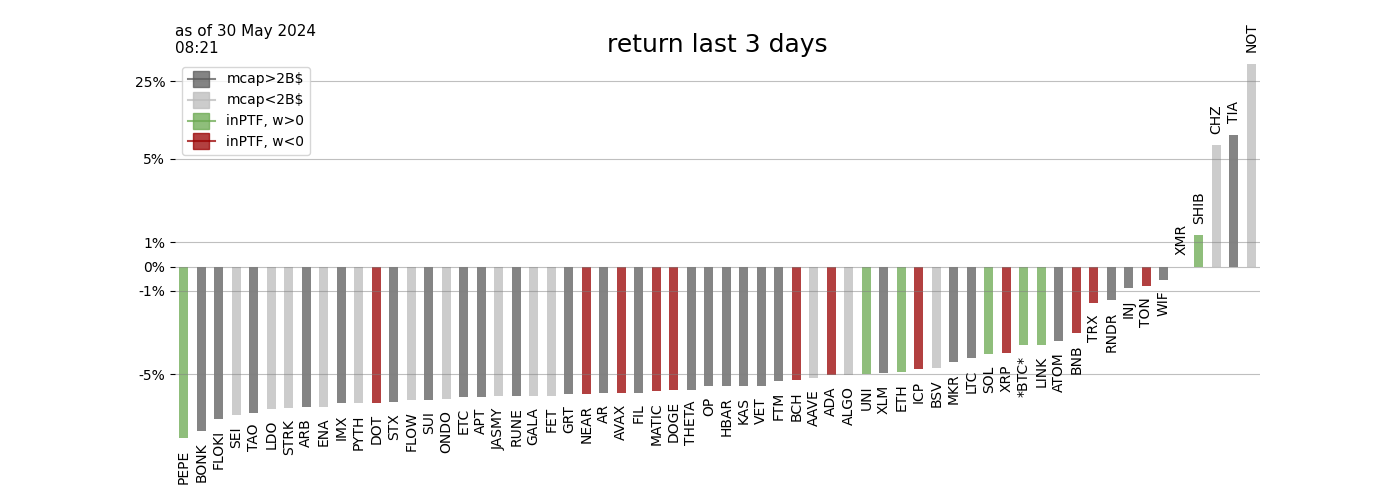 as of 30 May 2024
08:21
return last 3 days
mcap>2B$
mcap<2B$
inPTF, w>0
inPTF, w<0
25%
5%
1%
0%
-1%
-5%
PEPE
BONK
FLOKI
SEI
TAO
LDO
STRK
ARB
ENA
IMX
PYTH
DOT
STX
FLOW
SUI
ONDO
ETC
APT
JASMY
RUNE
GALA
FET
GRT
NEAR
AR
AVAX
FIL
MATIC
DOGE
THETA
OP
HBAR
KAS
VET
FTM
BCH
AAVE
ADA
ALGO
UNI
XLM
ETH
ICP
BSV
MKR
LTC
SOL
XRP
*BTC*
LINK
ATOM
BNB
TRX
RNDR
INJ
TON
WIF
XMR
SHIB
CHZ
TIA
NOT